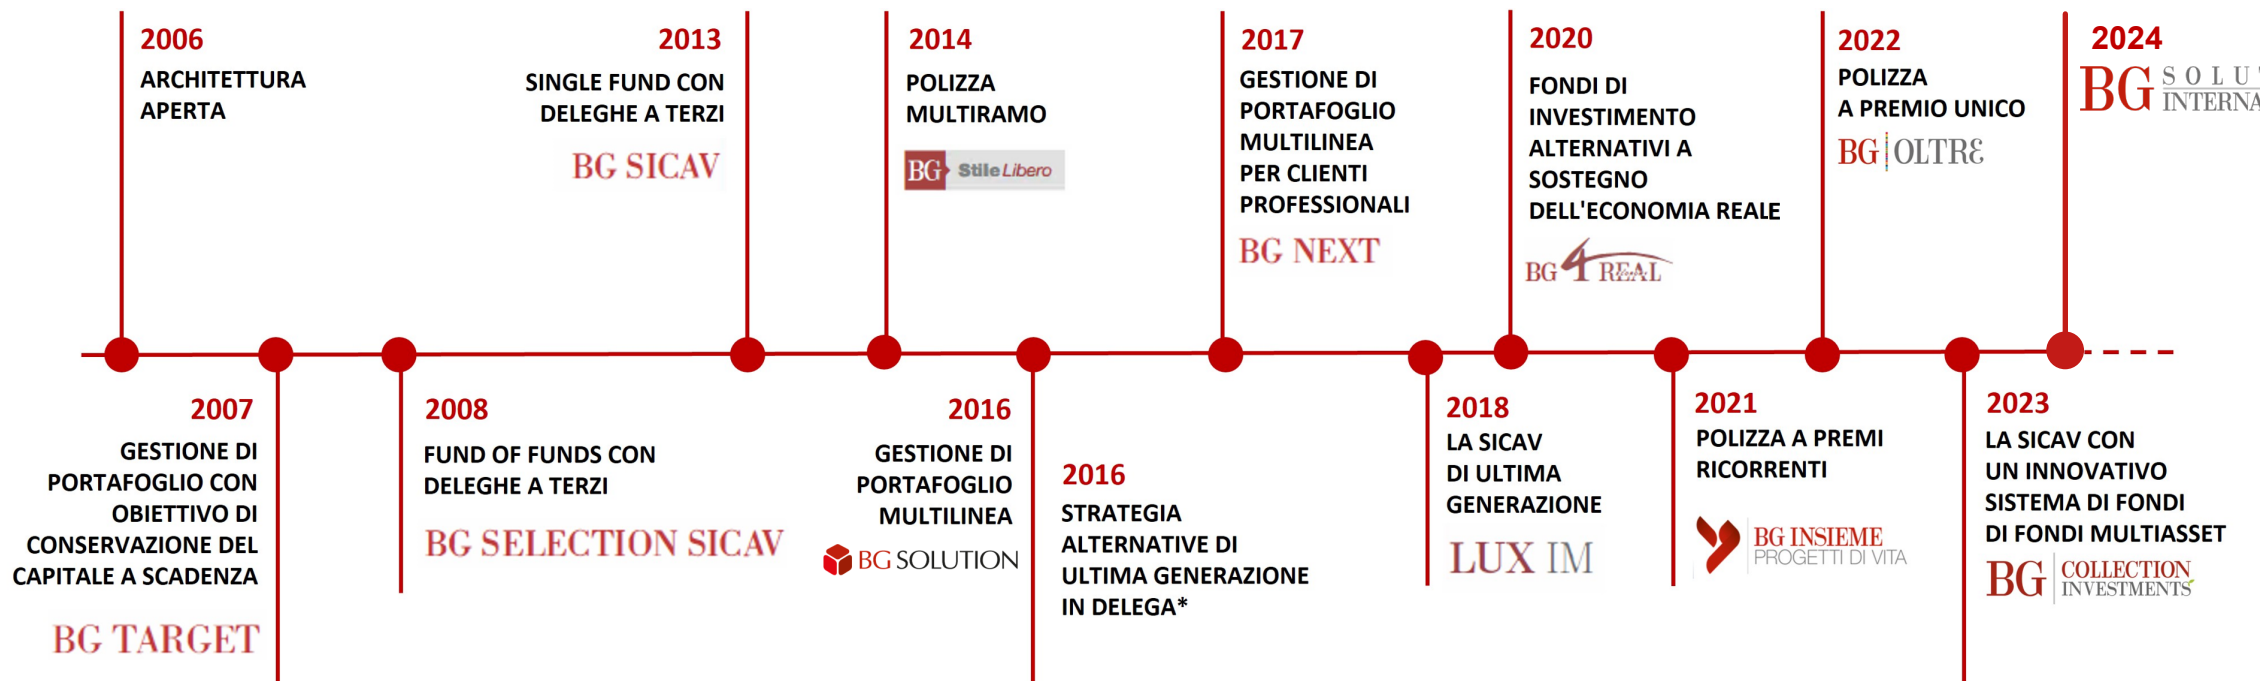 2006
ARCHITETTURA
APERTA
2013
SINGLE FUND CON
DELEGHE A TERZI
BG SICAV
2014
POLIZZA
MULTIRAMO
BG Stile Libero
2017
GESTIONE DI
PORTAFOGLIO
MULTILINEA
PER CLIENTI
PROFESSIONALI
BG NEXT
2020
FONDI DI
INVESTIMENTO
ALTERNATIVI A
SOSTEGNO
DELL'ECONOMIA REALE
BG 4 REAL
2022
POLIZZA
A PREMIO UNICO
BG OLTRƐ
2024
BG
2007
GESTIONE DI
PORTAFOGLIO CON
OBIETTIVO DI
CONSERVAZIONE DEL
CAPITALE A SCADENZA
BG TARGET
2008
FUND OF FUNDS CON
DELEGHE A TERZI
BG SELECTION SICAV
2016
GESTIONE DI
PORTAFOGLIO
MULTILINEA
BG SOLUTION
2016
STRATEGIA
ALTERNATIVE DI
ULTIMA GENERAZIONE
IN DELEGA*
2018
LA SICAV
DI ULTIMA
GENERAZIONE
LUX IM
2021
POLIZZA A PREMI
RICORRENTI
BG INSIEME
PROGETTI DI VITA
2023
LA SICAV CON
UN INNOVATIVO
SISTEMA DI FONDI
DI FONDI MULTIASSET
BG COLLECTION
INVESTMENTS